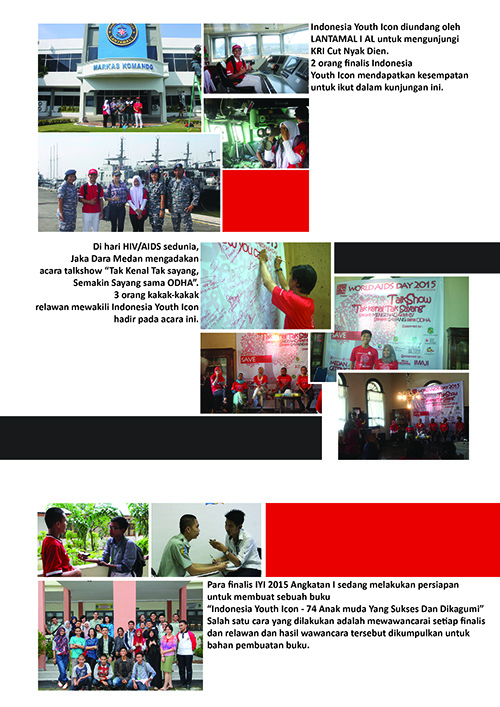 Indonesia Youth Icon diundang oleh
LANTAMAL I AL untuk mengunjungi
KRI Cut Nyak Dien.
2 orang finalis Indonesia
Youth Icon mendapatkan kesempatan
untuk ikut dalam kunjungan ini.
MARKAS KOMANDO
Di hari HIV/AIDS sedunia,
Jaka Dara Medan mengadakan
acara talkshow “Tak Kenal Tak sayang,
Semakin Sayang sama ODHA”.
3 orang kakak-kakak
relawan mewakili Indonesia Youth Icon
hadir pada acara ini.
WORLD AIDS DAY 2015
TalkShow
Tak Kenal Tak Sayang
SAVE
SAVE
Para finalis IYI 2015 Angkatan I sedang melakukan persiapan
untuk membuat sebuah buku
“Indonesia Youth Icon - 74 Anak muda Yang Sukses Dan Dikagumi”
Salah satu cara yang dilakukan adalah mewawancarai setiap finalis
dan relawan dan hasil wawancara tersebut dikumpulkan untuk
bahan pembuatan buku.